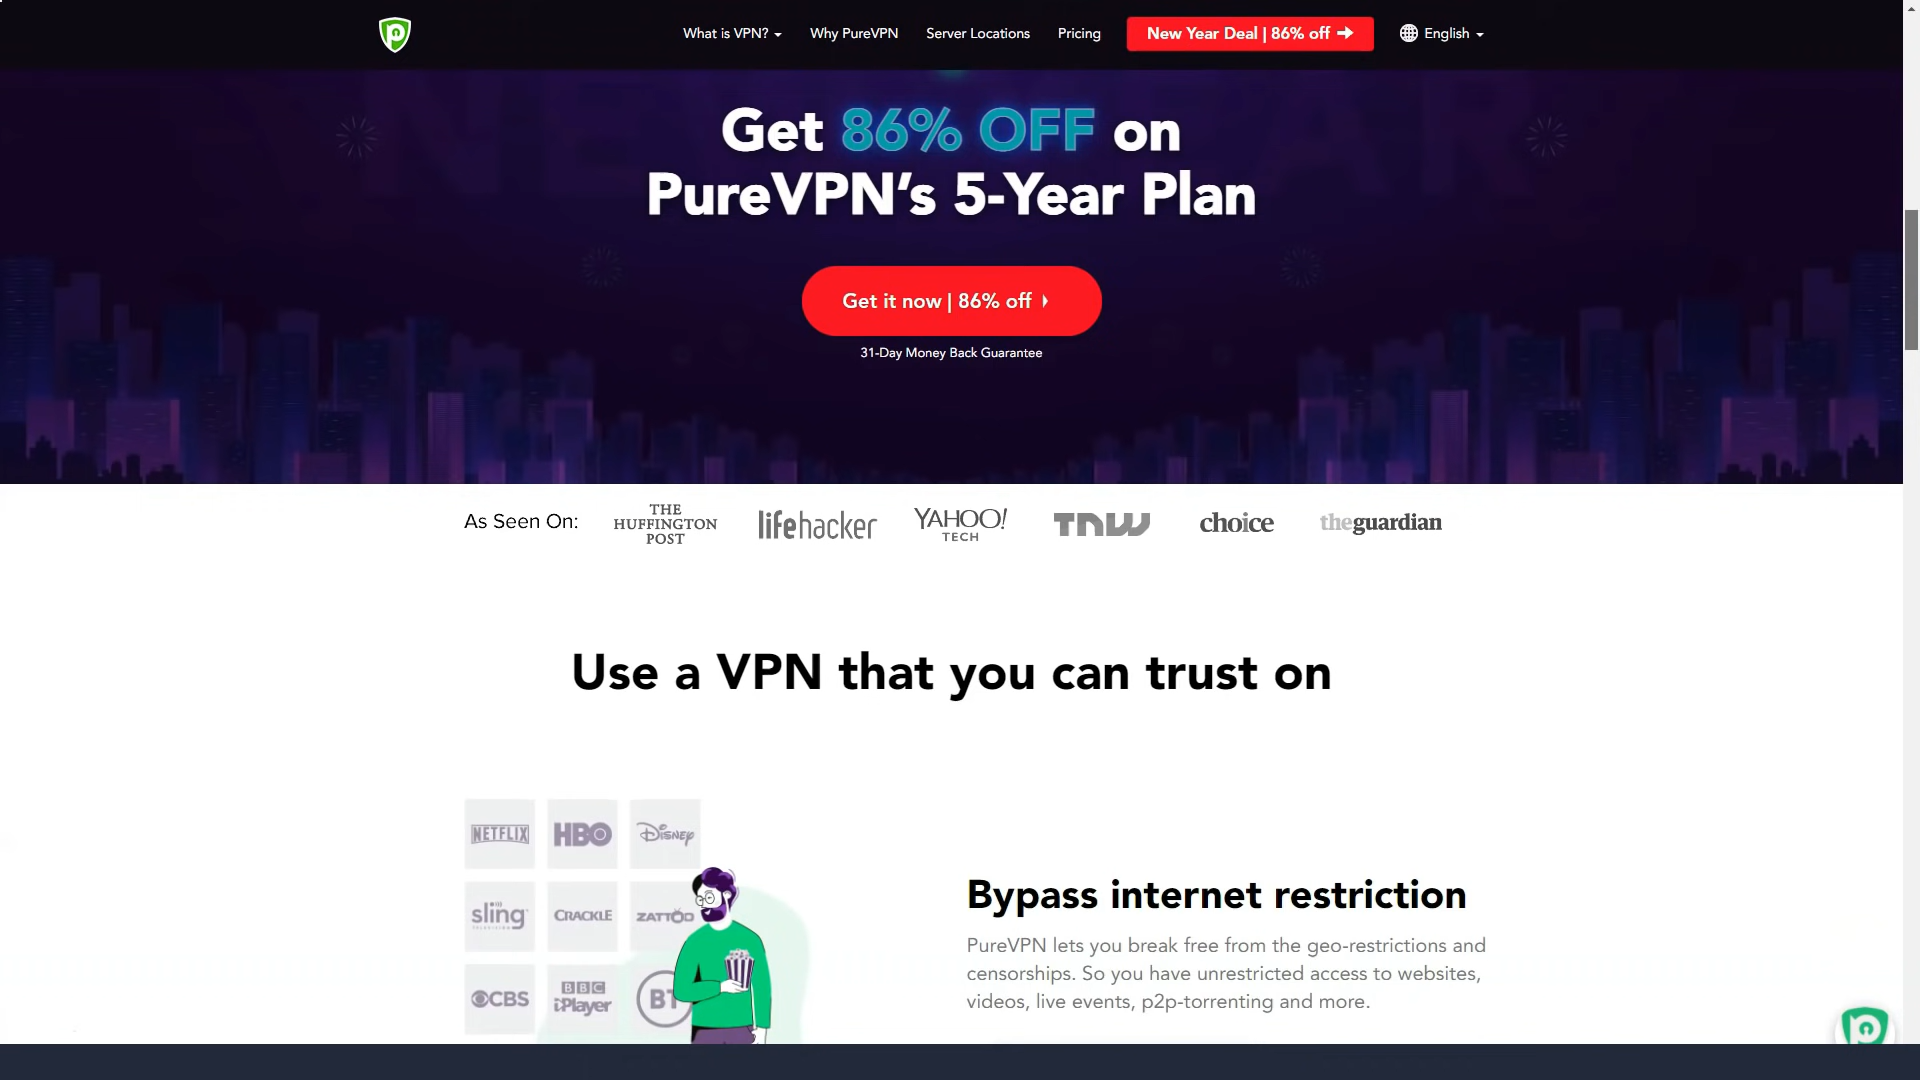 What is VPN?
Why PureVPN
Server Locations
Pricing
New Year Deal | 86% off
English
Get 86% OFF on
PureVPN’s 5-Year Plan
Get it now | 86% off
31-Day Money Back Guarantee
As Seen On:
THE
HUFFINGTON
POST
lifehacker
YAHOO!
TECH
TNW
choice
theguardian
Use a VPN that you can trust on
NETFLIX
HBO
DISNEY
sling
TELEVISION
CRACKLE
ZATTOO
CBS
BBC
iPlayer
BT
Bypass internet restriction
PureVPN lets you break free from the geo-restrictions and
censorships. So you have unrestricted access to websites,
videos, live events, p2p-torrenting and more.